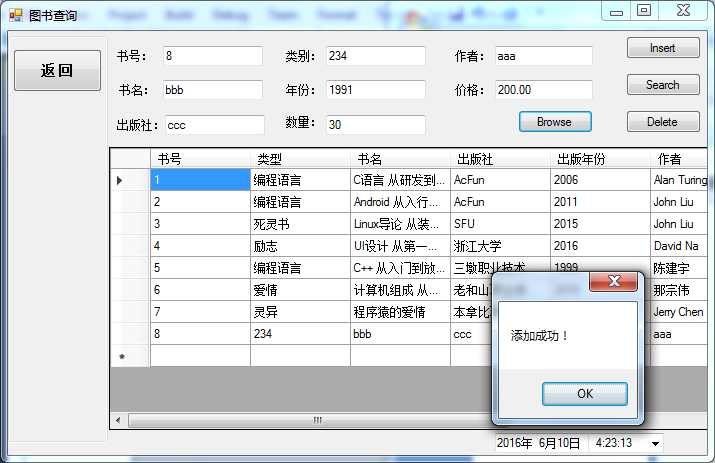 图书查询
返回
书号： 8 类别： 234 作者： aaa Insert
书名： bbb 年份： 1991 价格： 200.00 Search
出版社： ccc 数量： 30 Browse Delete
书号 类型 书名 出版社 出版年份 作者
1 编程语言 C语言 从研发到... AcFun 2006 Alan Turing
2 编程语言 Android 从入行... AcFun 2011 John Liu
3 死灵书 Linux导论 从装... SFU 2015 John Liu
4 励志 UI设计 从第一... 浙江大学 2016 David Na
5 编程语言 C++ 从入门到放... 三墩职业技术 1999 陈建宇
6 爱情 计算机组成 从... 老和山 那宗伟
7 灵异 程序猿的爱情 本拿比 Jerry Chen
8 234 bbb ccc aaa
*
添加成功！
OK
2016年 6月10日 4:23:13